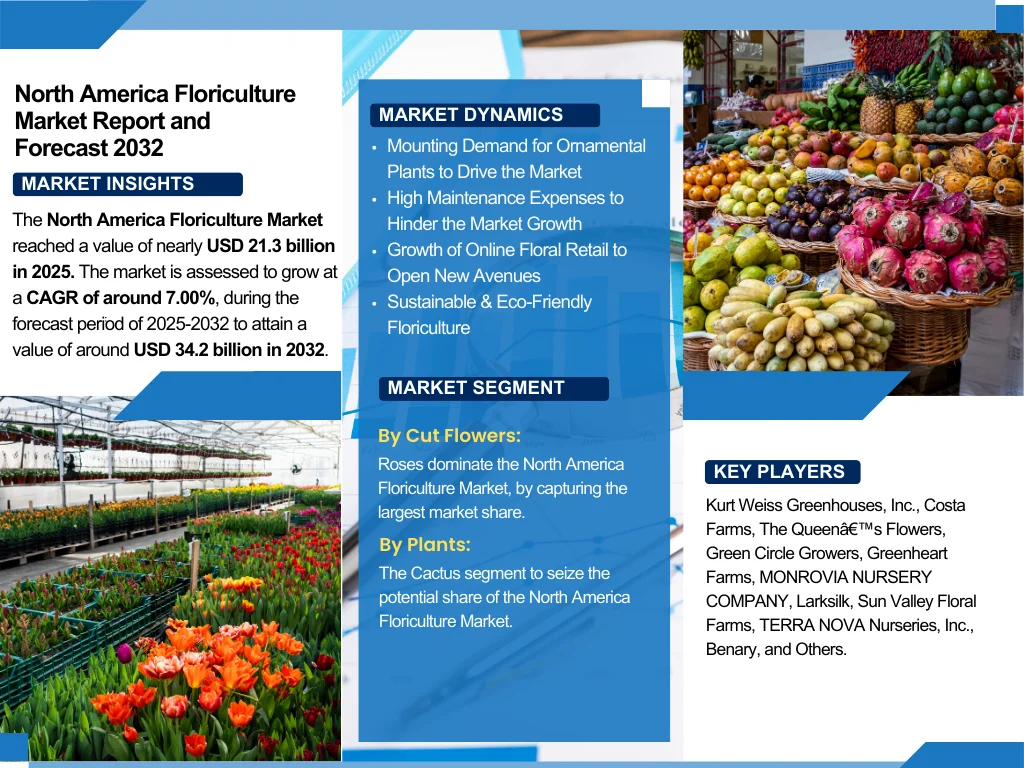 North America Floriculture
Market Report and
Forecast 2032
MARKET INSIGHTS
The North America Floriculture Market
reached a value of nearly USD 21.3 billion
in 2025. The market is assessed to grow at
a CAGR of around 7.00%, during the
forecast period of 2025-2032 to attain a
value of around USD 34.2 billion in 2032.
MARKET DYNAMICS
• Mounting Demand for Ornamental
Plants to Drive the Market
• High Maintenance Expenses to
Hinder the Market Growth
• Growth of Online Floral Retail to
Open New Avenues
• Sustainable & Eco-Friendly
Floriculture
MARKET SEGMENT
By Cut Flowers:
Roses dominate the North America
Floriculture Market, by capturing the
largest market share.
By Plants:
The Cactus segment to seize the
potential share of the North America
Floriculture Market.
KEY PLAYERS
Kurt Weiss Greenhouses, Inc., Costa
Farms, The Queenâ€™s Flowers,
Green Circle Growers, Greenheart
Farms, MONROVIA NURSERY
COMPANY, Larksilk, Sun Valley Floral
Farms, TERRA NOVA Nurseries, Inc.,
Benary, and Others.